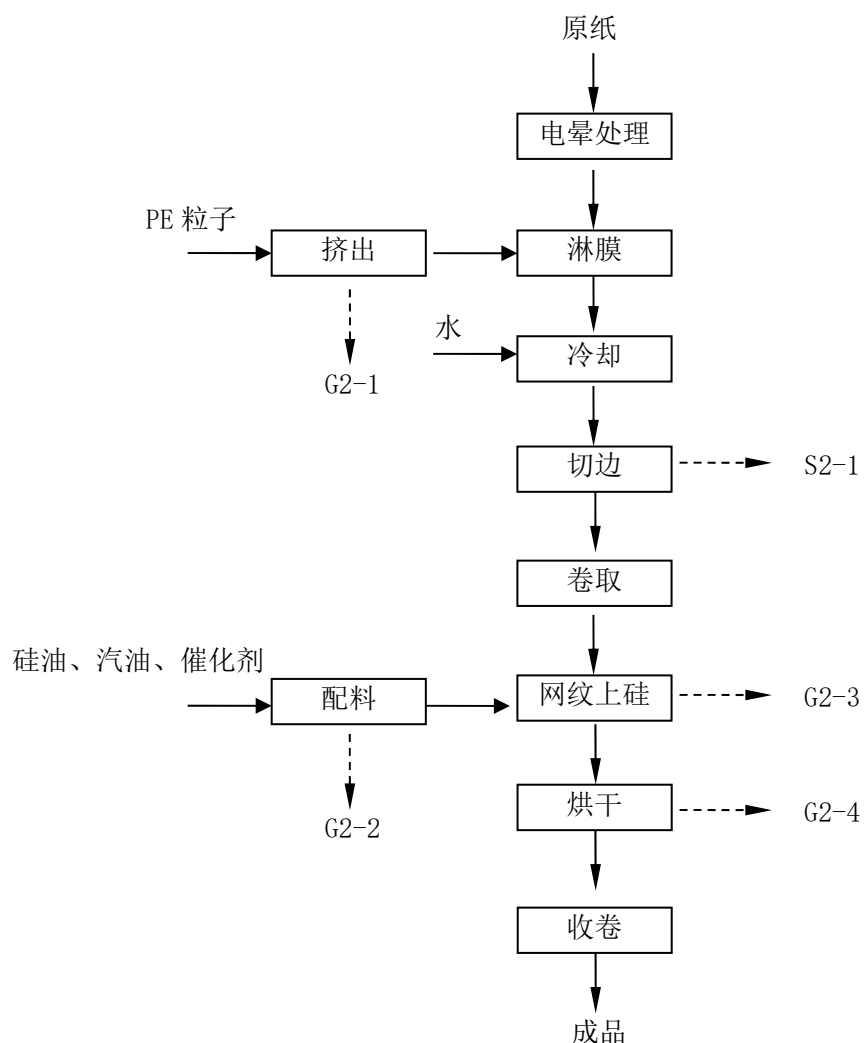 原纸
电晕处理
PE 粒子
挤出
淋膜
水
冷却
G2-1
切边
S2-1
卷取
硅油、汽油、催化剂
配料
网纹上硅
G2-3
烘干
G2-4
G2-2
收卷
成品